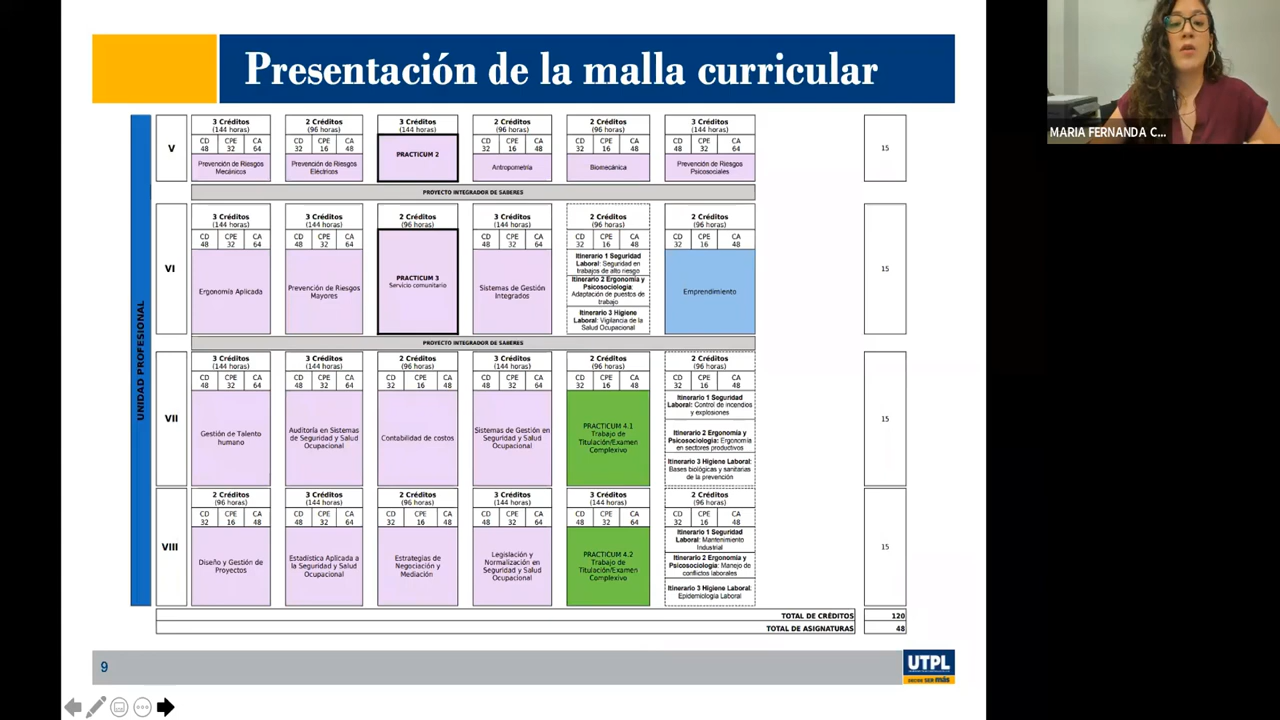 Presentación de la malla curricular
MARIA FERNANDA C...
UNIDAD PROFESIONAL
V
3 Créditos
(144 horas)
CD CPE CA
48 32 64
Prevención de Riesgos
Mecánicos
2 Créditos
(96 horas)
CD CPE CA
32 16 48
Prevención de Riesgos
Eléctricos
3 Créditos
(144 horas)
PRACTICUM 2
2 Créditos
(96 horas)
CD CPE CA
32 16 48
Antropometría
2 Créditos
(96 horas)
CD CPE CA
32 16 48
Biomecánica
3 Créditos
(144 horas)
CD CPE CA
48 32 64
Prevención de Riesgos
Psicosociales
15
PROYECTO INTEGRADOR DE SABERES
VI
3 Créditos
(144 horas)
CD CPE CA
48 32 64
Ergonomía Aplicada
3 Créditos
(144 horas)
CD CPE CA
48 32 64
Prevención de Riesgos
Mayores
2 Créditos
(96 horas)
PRACTICUM 3
Servicio comunitario
3 Créditos
(144 horas)
CD CPE CA
48 32 64
Sistemas de Gestión
Integrados
2 Créditos
(96 horas)
CD CPE CA
32 16 48
Itinerario 1 Seguridad
Laboral: Seguridad en
trabajos de alto riesgo
Itinerario 2 Ergonomía y
Psicosociología:
Adaptación de puestos de
trabajo
Itinerario 3 Higiene
Laboral: Vigilancia de la
Salud Ocupacional
2 Créditos
(96 horas)
CD CPE CA
32 16 48
Emprendimiento
15
PROYECTO INTEGRADOR DE SABERES
VII
3 Créditos
(144 horas)
CD CPE CA
48 32 64
Gestión de Talento
humano
3 Créditos
(144 horas)
CD CPE CA
48 32 64
Auditoría en Sistemas
de Seguridad y Salud
Ocupacional
2 Créditos
(96 horas)
CD CPE CA
32 16 48
Contabilidad de costos
3 Créditos
(144 horas)
CD CPE CA
48 32 64
Sistemas de Gestión en
Seguridad y Salud
Ocupacional
2 Créditos
(96 horas)
CD CPE CA
32 16 48
PRACTICUM 4.1
Trabajo de
Titulación/Examen
Complexivo
2 Créditos
(96 horas)
CD CPE CA
32 16 48
Itinerario 1 Seguridad
Laboral: Control de incendios
y explosiones
Itinerario 2 Ergonomía y
Psicosociología: Ergonomía
en sectores productivos
Itinerario 3 Higiene Laboral:
Bases biológicas y sanitarias
de la prevención
15
VIII
2 Créditos
(96 horas)
CD CPE CA
32 16 48
Diseño y Gestión de
Proyectos
3 Créditos
(144 horas)
CD CPE CA
48 32 64
Estadística Aplicada a
la Seguridad y Salud
Ocupacional
2 Créditos
(96 horas)
CD CPE CA
32 16 48
Estrategias de
Negociación y
Mediación
3 Créditos
(144 horas)
CD CPE CA
48 32 64
Legislación y
Normalización en
Seguridad y Salud
Ocupacional
3 Créditos
(144 horas)
CD CPE CA
48 32 64
PRACTICUM 4.2
Trabajo de
Titulación/Examen
Complexivo
2 Créditos
(96 horas)
CD CPE CA
32 16 48
Itinerario 1 Seguridad
Laboral: Mantenimiento
Industrial
Itinerario 2 Ergonomía y
Psicosociología: Manejo de
conflictos laborales
Itinerario 3 Higiene Laboral:
Epidemiología Laboral
15
TOTAL DE CRÉDITOS 120
TOTAL DE ASIGNATURAS 48
9
UTPL
DECIDE SER más